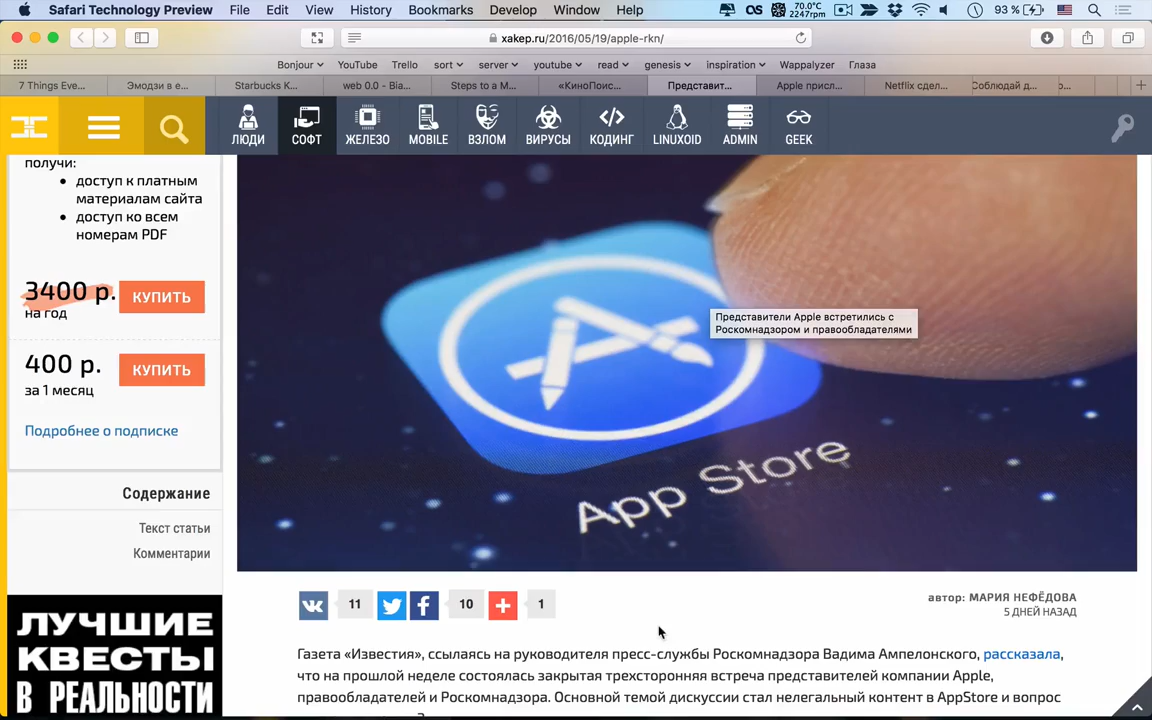 Safari Technology Preview File Edit View History Bookmarks Develop Window Help 70.0°C 2247rpm 93 %
xakep.ru/2016/05/19/apple-rkn/
Bonjour YouTube Trello sort server youtube read genesis inspiration Wappalyzer Глаза
7 Things Eve... Эмодзи в е... Starbucks K... web 0.0 - Bia... Steps to a M... «КиноПоис... Представит... Apple присл... Netflix сдел... Соблюдай д...
ЛЮДИ СОФТ ЖЕЛЕЗО MOBILE ВЗЛОМ ВИРУСЫ КОДИНГ LINUXOID ADMIN GEEK
получи:
доступ к платным
материалам сайта
доступ ко всем
номерам PDF
3400 р. КУПИТЬ
на год
400 р. КУПИТЬ
за 1 месяц
Подробнее о подписке
Содержание
Текст статьи
Комментарии
ЛУЧШИЕ
КВЕСТЫ
В РЕАЛЬНОСТИ
Представители Apple встретились с
Роскомнадзором и правообладателями
App Store
11 10 1
автор: МАРИЯ НЕФЁДОВА
5 ДНЕЙ НАЗАД
Газета «Известия», ссылаясь на руководителя пресс-службы Роскомнадзора Вадима Ампелонского, рассказала,
что на прошлой неделе состоялась закрытая трехсторонняя встреча представителей компании Apple,
правообладателей и Роскомнадзора. Основной темой дискуссии стал нелегальный контент в AppStore и вопрос